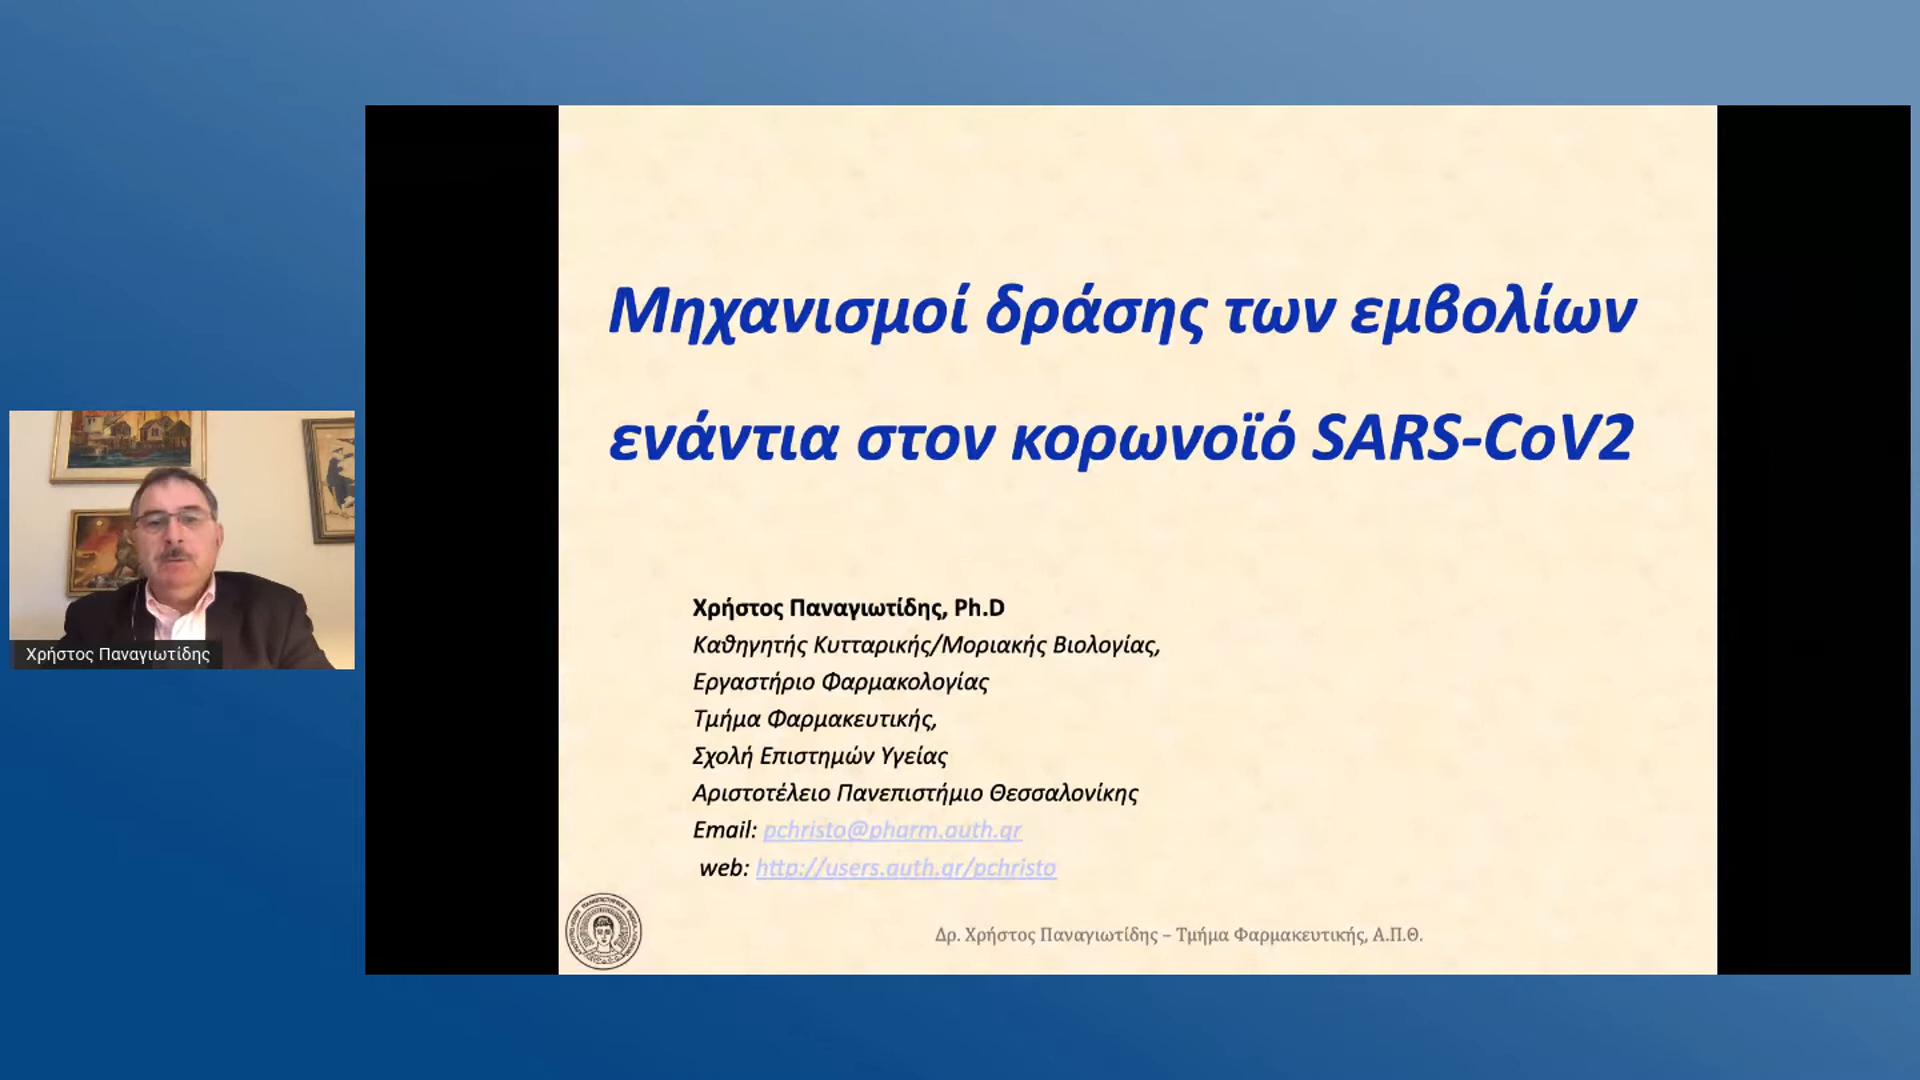 Μηχανισμοί δράσης των εμβολίων
ενάντια στον κορωνοϊό SARS-CoV2
Χρήστος Παναγιωτίδης, Ph.D
Καθηγητής Κυτταρικής/Μοριακής Βιολογίας,
Εργαστήριο Φαρμακολογίας
Τμήμα Φαρμακευτικής,
Σχολή Επιστημών Υγείας
Αριστοτέλειο Πανεπιστήμιο Θεσσαλονίκης
Email: pchristo@pharm.auth.gr
web: http://users.auth.gr/pchristo
Δρ. Χρήστος Παναγιωτίδης – Τμήμα Φαρμακευτικής, Α.Π.Θ.
Χρήστος Παναγιωτίδης